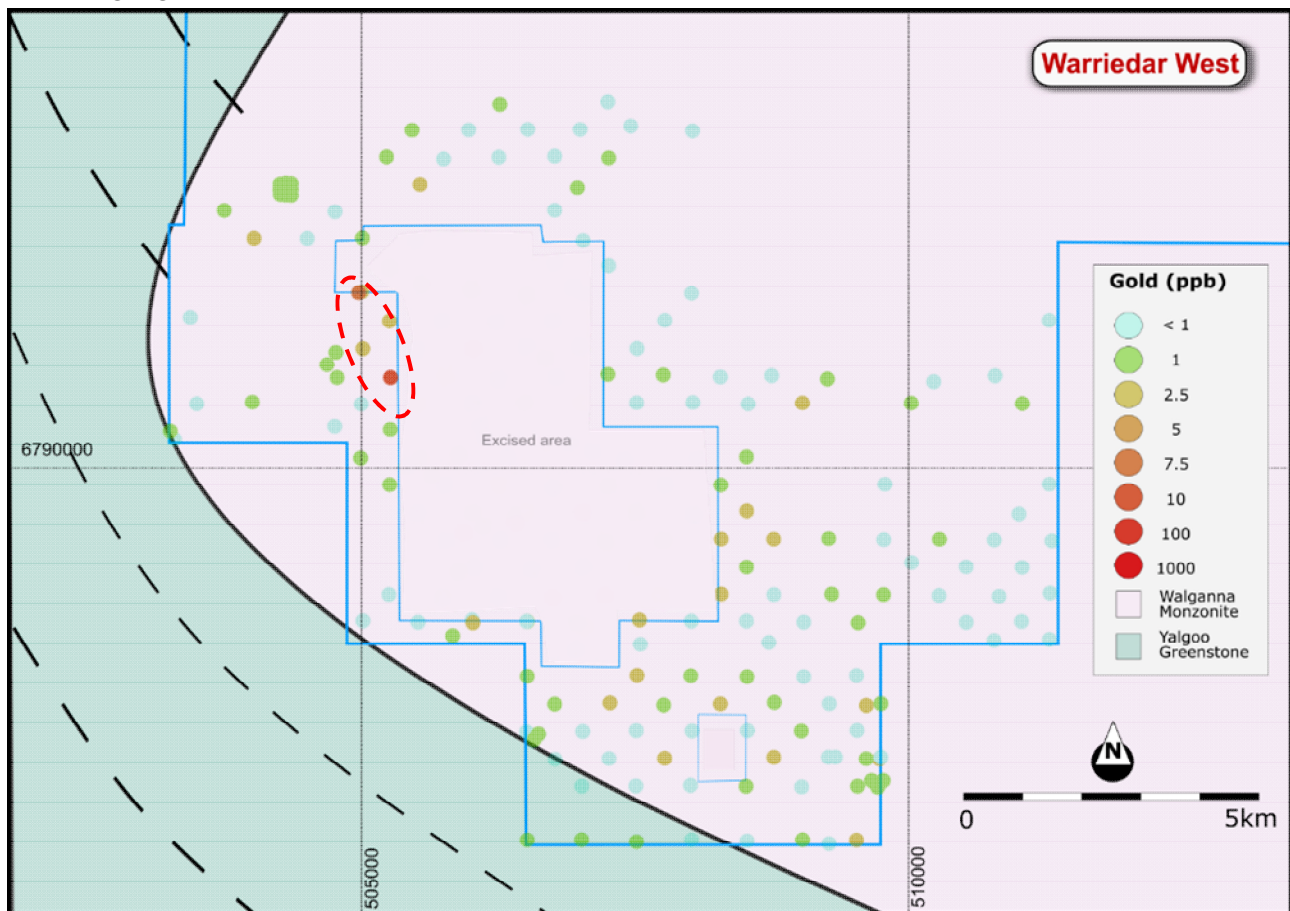 Warriedar West
Gold (ppb)
< 1
1
2.5
5
7.5
10
100
1000
Walganna
Monzonite
Yalgoo
Greenstone
Excised area
6790000
N
0
5km
505000
510000